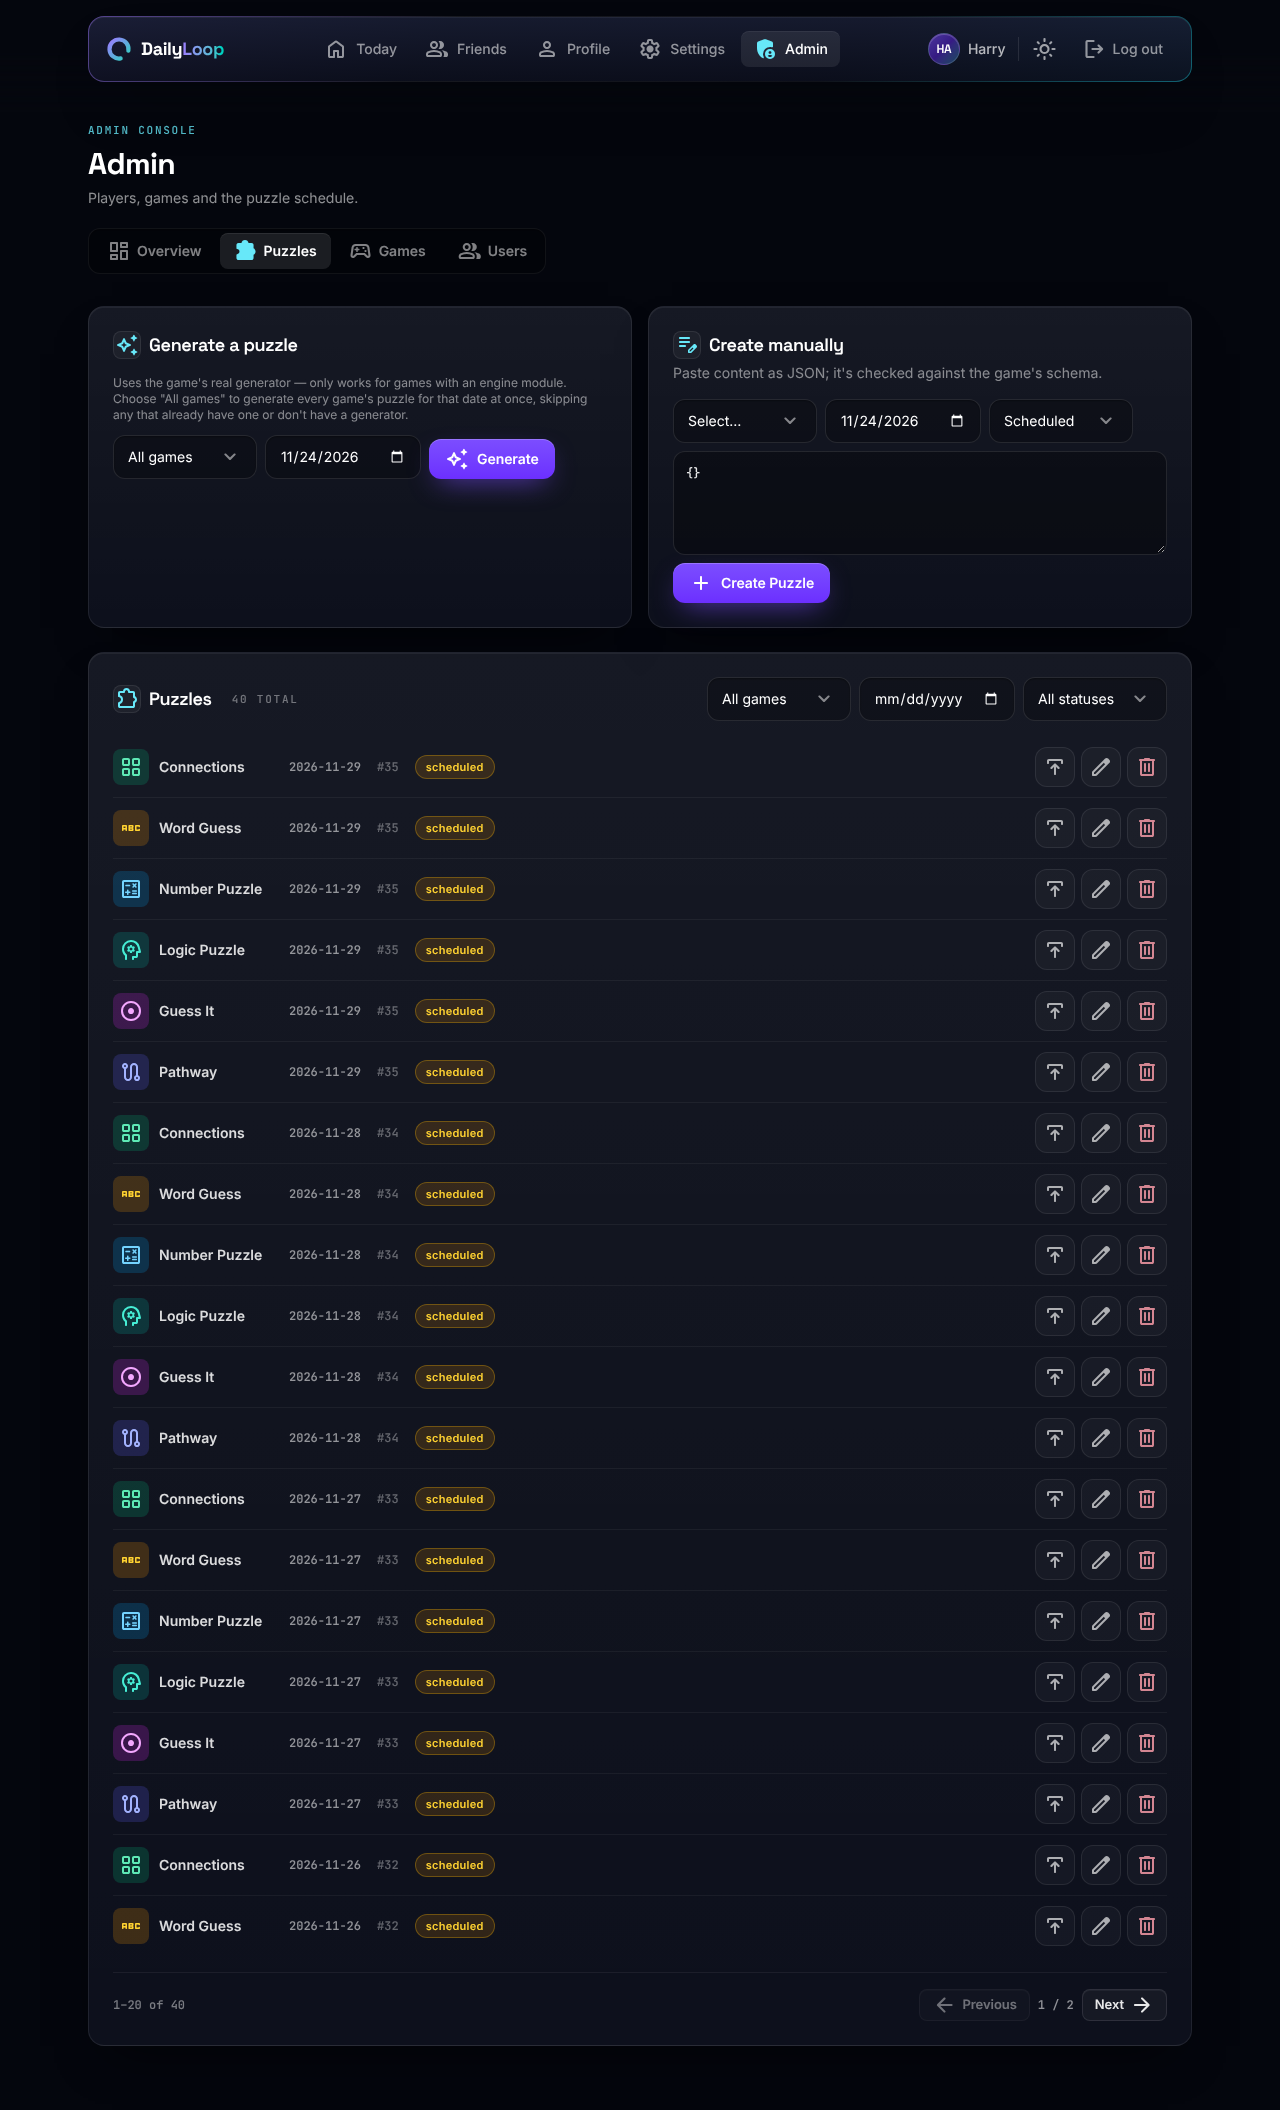 DailyLoop Today Friends Profile Settings Admin HA Harry Log out
ADMIN CONSOLE
Admin
Players, games and the puzzle schedule.
Overview Puzzles Games Users
Generate a puzzle
Uses the game's real generator — only works for games with an engine module.
Choose "All games" to generate every game's puzzle for that date at once, skipping
any that already have one or don't have a generator.
All games 11/24/2026 Generate
Create manually
Paste content as JSON; it's checked against the game's schema.
Select... 11/24/2026 Scheduled
{}
Create Puzzle
Puzzles 40 TOTAL All games mm/dd/yyyy All statuses
Connections 2026-11-29 #35 scheduled
ABC Word Guess 2026-11-29 #35 scheduled
Number Puzzle 2026-11-29 #35 scheduled
Logic Puzzle 2026-11-29 #35 scheduled
Guess It 2026-11-29 #35 scheduled
Pathway 2026-11-29 #35 scheduled
Connections 2026-11-28 #34 scheduled
ABC Word Guess 2026-11-28 #34 scheduled
Number Puzzle 2026-11-28 #34 scheduled
Logic Puzzle 2026-11-28 #34 scheduled
Guess It 2026-11-28 #34 scheduled
Pathway 2026-11-28 #34 scheduled
Connections 2026-11-27 #33 scheduled
ABC Word Guess 2026-11-27 #33 scheduled
Number Puzzle 2026-11-27 #33 scheduled
Logic Puzzle 2026-11-27 #33 scheduled
Guess It 2026-11-27 #33 scheduled
Pathway 2026-11-27 #33 scheduled
Connections 2026-11-26 #32 scheduled
ABC Word Guess 2026-11-26 #32 scheduled
1–20 of 40 Previous 1 / 2 Next